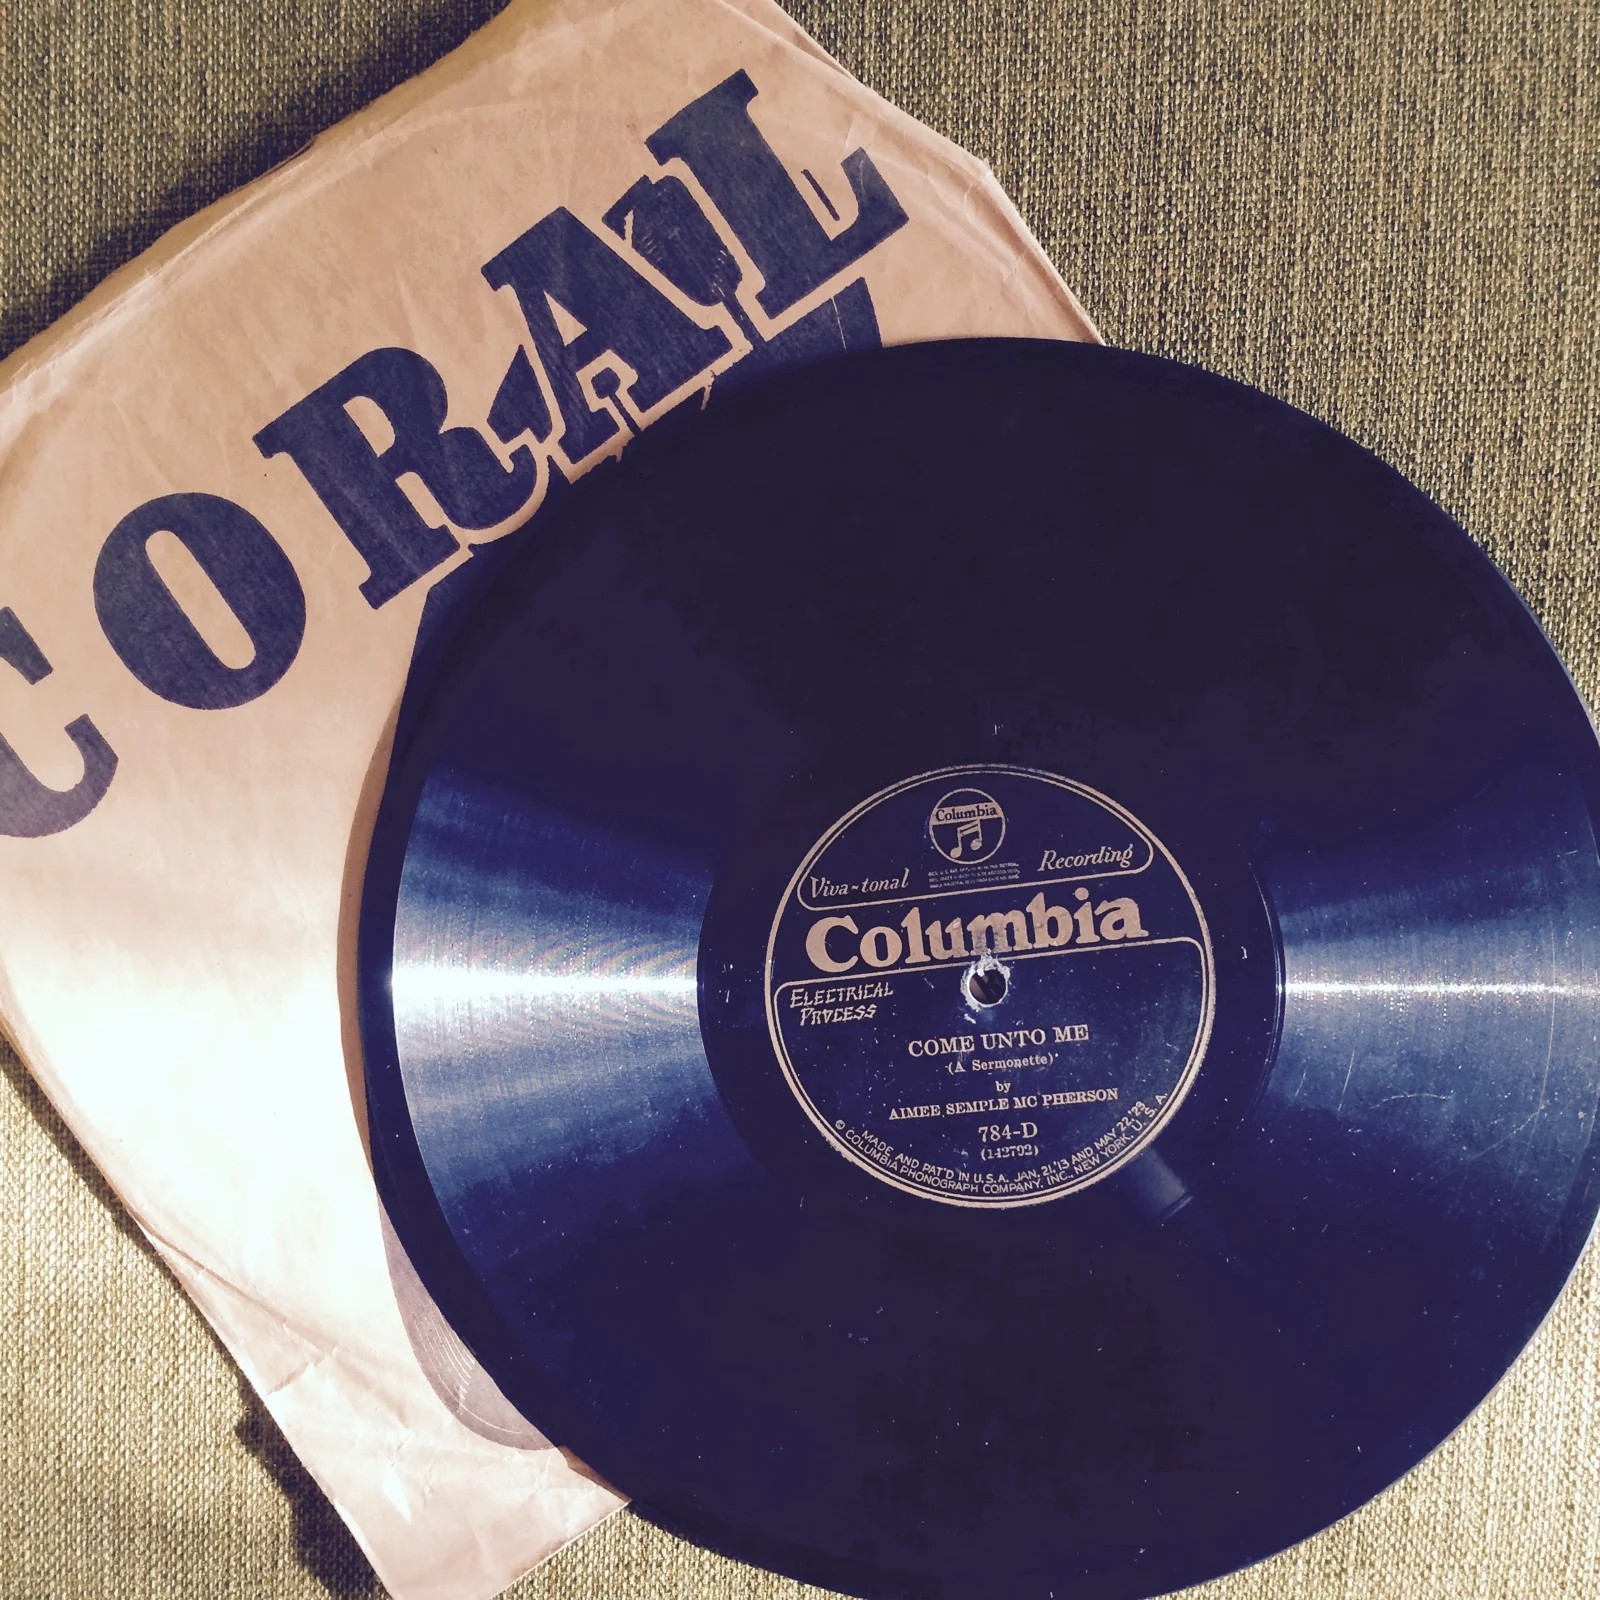 CORAL
Columbia
Viva-tonal Recording
Columbia
ELECTRICAL
PROCESS
COME UNTO ME
(A Sermonette)
by
AIMEE SEMPLE MC PHERSON
784-D
(142702)
MADE AND PAT'D IN U.S.A. JAN. 21, '13 AND MAY 22, '23
© COLUMBIA PHONOGRAPH COMPANY, INC., NEW YORK, U.S.A.